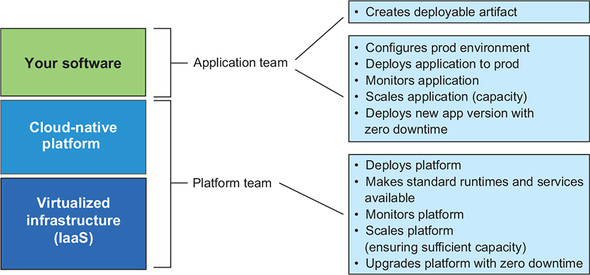 Your software
Cloud-native
platform
Virtualized
infrastructure
(IaaS)
Application team
Platform team
• Creates deployable artifact
• Configures prod environment
• Deploys application to prod
• Monitors application
• Scales application (capacity)
• Deploys new app version with
zero downtime
• Deploys platform
• Makes standard runtimes and services
available
• Monitors platform
• Scales platform
(ensuring sufficient capacity)
• Upgrades platform with zero downtime